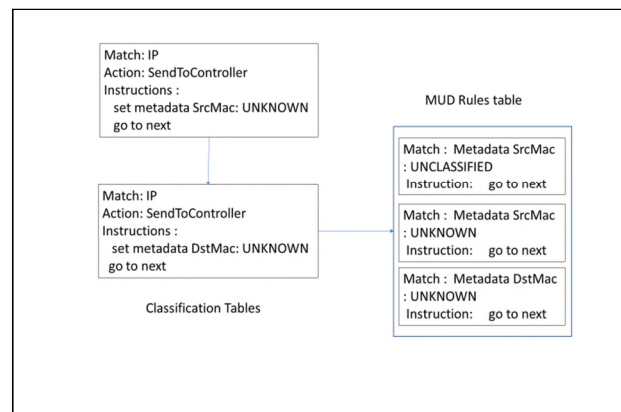 Match: IP
Action: SendToController
Instructions :
set metadata SrcMac: UNKNOWN
go to next
Match: IP
Action: SendToController
Instructions :
set metadata DstMac: UNKNOWN
go to next
Classification Tables
MUD Rules table
Match : Metadata SrcMac
: UNCLASSIFIED
Instruction: go to next
Match : Metadata SrcMac
: UNKNOWN
Instruction: go to next
Match : Metadata DstMac
: UNKNOWN
Instruction: go to next